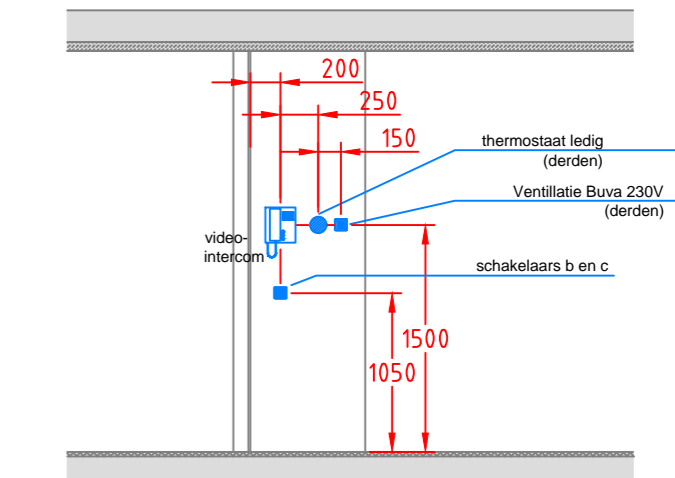 200
250
150
thermostaat ledig
(derden)
Ventillatie Buva 230V
(derden)
video-
intercom
schakelaars b en c
1500
1050